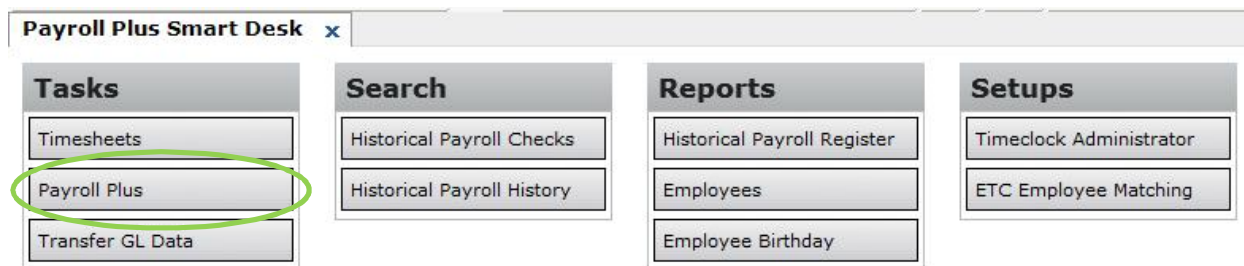 Payroll Plus Smart Desk x
Tasks
Timesheets
Payroll Plus
Transfer GL Data
Search
Historical Payroll Checks
Historical Payroll History
Reports
Historical Payroll Register
Employees
Employee Birthday
Setups
Timeclock Administrator
ETC Employee Matching